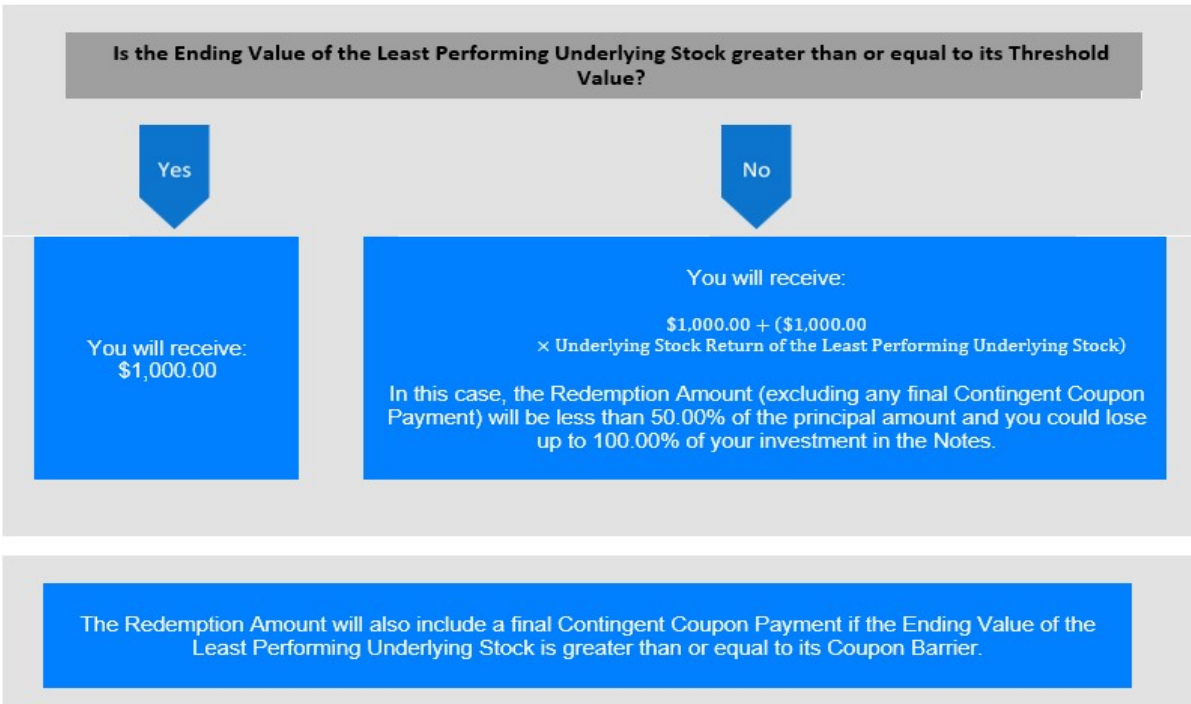 Is the Ending Value of the Least Performing Underlying Stock greater than or equal to its Threshold
Value?
Yes
No
You will receive:
$1,000.00
You will receive:
$1,000.00 + ($1,000.00
× Underlying Stock Return of the Least Performing Underlying Stock)
In this case, the Redemption Amount (excluding any final Contingent Coupon
Payment) will be less than 50.00% of the principal amount and you could lose
up to 100.00% of your investment in the Notes.
The Redemption Amount will also include a final Contingent Coupon Payment if the Ending Value of the
Least Performing Underlying Stock is greater than or equal to its Coupon Barrier.